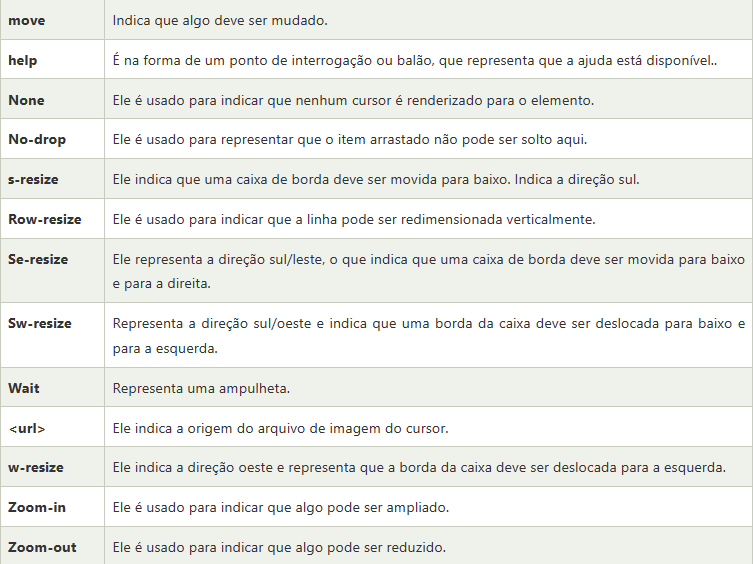 move Indica que algo deve ser mudado.
help É na forma de um ponto de interrogação ou balão, que representa que a ajuda está disponível..
None Ele é usado para indicar que nenhum cursor é renderizado para o elemento.
No-drop Ele é usado para representar que o item arrastado não pode ser solto aqui.
s-resize Ele indica que uma caixa de borda deve ser movida para baixo. Indica a direção sul.
Row-resize Ele é usado para indicar que a linha pode ser redimensionada verticalmente.
Se-resize Ele representa a direção sul/leste, o que indica que uma caixa de borda deve ser movida para baixo
e para a direita.
Sw-resize Representa a direção sul/oeste e indica que uma borda da caixa deve ser deslocada para baixo e
para a esquerda.
Wait Representa uma ampulheta.
<url> Ele indica a origem do arquivo de imagem do cursor.
w-resize Ele indica a direção oeste e representa que a borda da caixa deve ser deslocada para a esquerda.
Zoom-in Ele é usado para indicar que algo pode ser ampliado.
Zoom-out Ele é usado para indicar que algo pode ser reduzido.